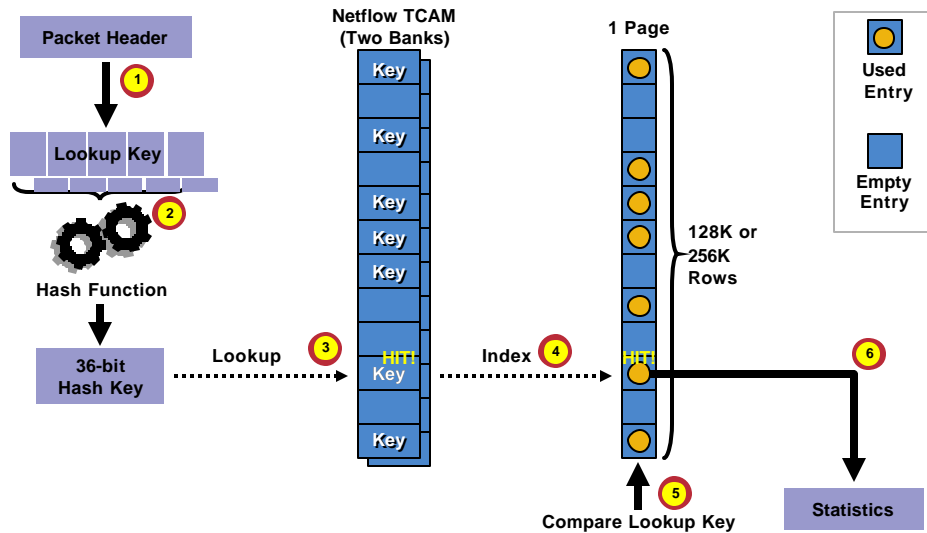 Packet Header
1
Lookup Key
2
Hash Function
36-bit
Hash Key
Lookup
3
Netflow TCAM
(Two Banks)
Key
Key
Key
Key
Key
HIT!
Key
Key
Index
4
1 Page
HIT!
128K or
256K
Rows
5
Compare Lookup Key
6
Statistics
Used
Entry
Empty
Entry